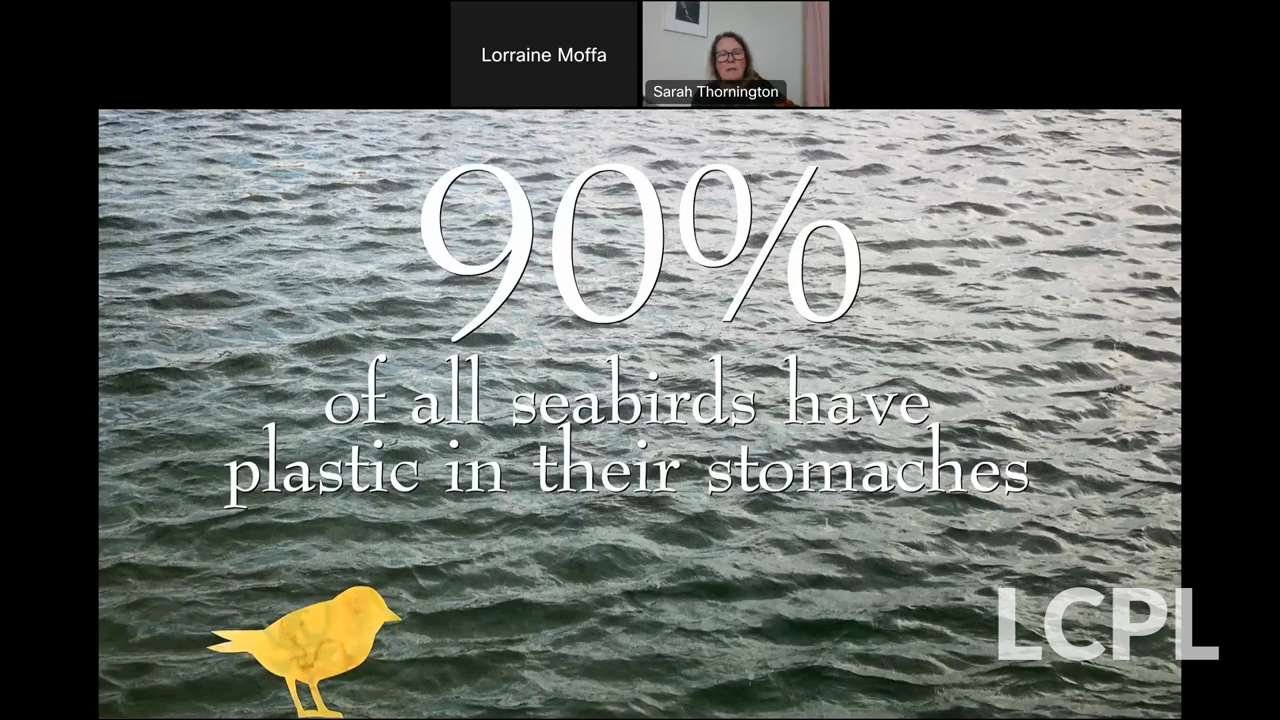 Lorraine Moffa
Sarah Thornington
90%
of all seabirds have
plastic in their stomaches
LCPL